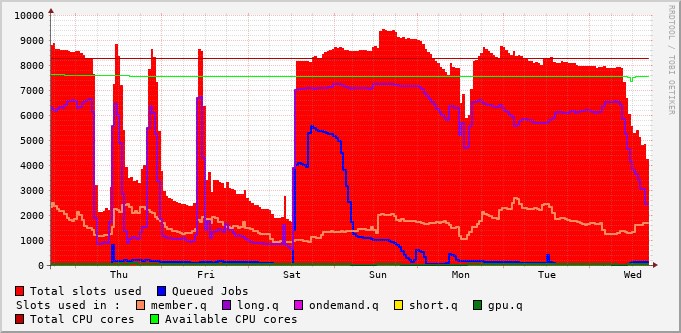 10000
9000
8000
7000
6000
5000
4000
3000
2000
1000
0
Thu Fri Sat Sun Mon Tue Wed
Total slots used Queued Jobs
Slots used in : member.q long.q ondemand.q short.q gpu.q
Total CPU cores Available CPU cores
RRDTOOL / TOBI OETIKER